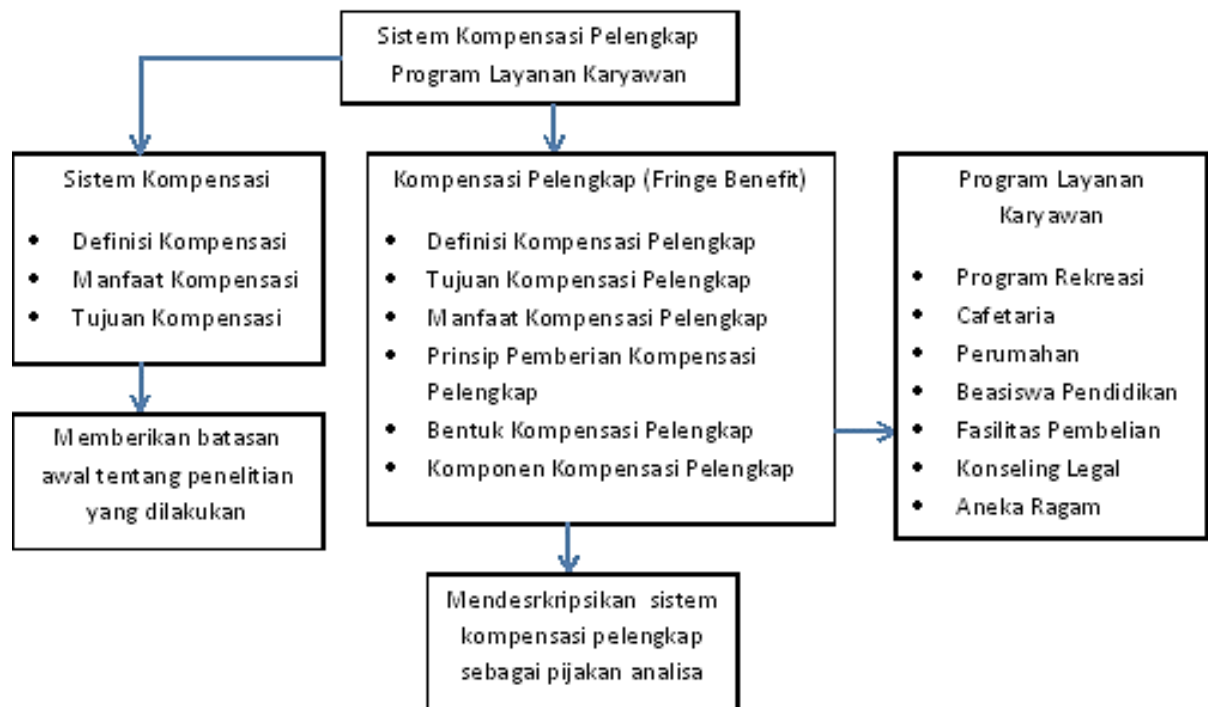 Sistem Kompensasi Pelengkap
Program Layanan Karyawan
Sistem Kompensasi
• Definisi Kompensasi
• Manfaat Kompensasi
• Tujuan Kompensasi
Memberikan batasan
awal tentang penelitian
yang dilakukan
Kompensasi Pelengkap (Fringe Benefit)
• Definisi Kompensasi Pelengkap
• Tujuan Kompensasi Pelengkap
• Manfaat Kompensasi Pelengkap
• Prinsip Pemberian Kompensasi
Pelengkap
• Bentuk Kompensasi Pelengkap
• Komponen Kompensasi Pelengkap
Mendesrkripsikan sistem
kompensasi pelengkap
sebagai pijakan analisa
Program Layanan
Karyawan
• Program Rekreasi
• Cafetaria
• Perumahan
• Beasiswa Pendidikan
• Fasilitas Pembelian
• Konseling Legal
• Aneka Ragam